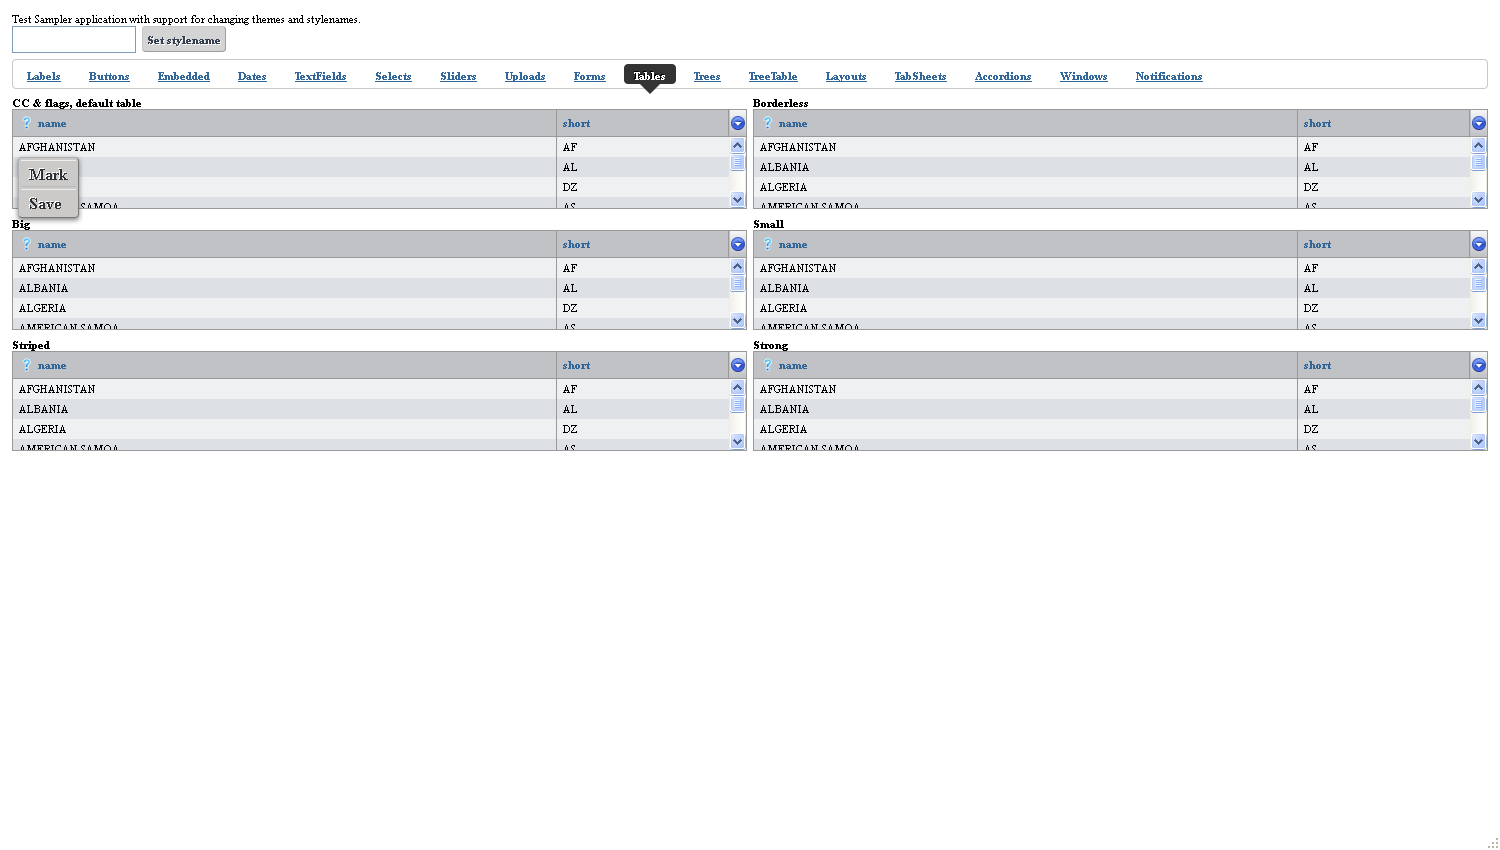 Test Sampler application with support for changing themes and stylenames.
Set stylename
Labels Buttons Embedded Dates TextFields Selects Sliders Uploads Forms Tables Trees TreeTable Layouts TabSheets Accordions Windows Notifications
CC & flags, default table
? name short
AFGHANISTAN AF
AL
DZ
SAMOA AS
Mark
Save
Borderless
? name short
AFGHANISTAN AF
ALBANIA AL
ALGERIA DZ
AMERICAN SAMOA AS
Big
? name short
AFGHANISTAN AF
ALBANIA AL
ALGERIA DZ
AMERICAN SAMOA AS
Small
? name short
AFGHANISTAN AF
ALBANIA AL
ALGERIA DZ
AMERICAN SAMOA AS
Striped
? name short
AFGHANISTAN AF
ALBANIA AL
ALGERIA DZ
AMERICAN SAMOA AS
Strong
? name short
AFGHANISTAN AF
ALBANIA AL
ALGERIA DZ
AMERICAN SAMOA AS